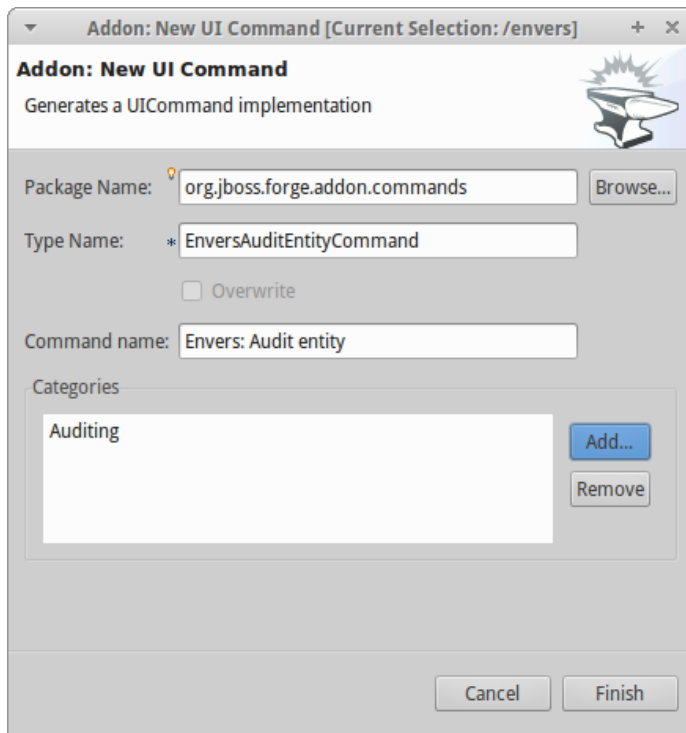 Addon: New UI Command [Current Selection: /envers]
Addon: New UI Command
Generates a UICommand implementation
Package Name: org.jboss.forge.addon.commands Browse...
Type Name: * EnversAuditEntityCommand
Overwrite
Command name: Envers: Audit entity
Categories
Auditing
Add...
Remove
Cancel Finish